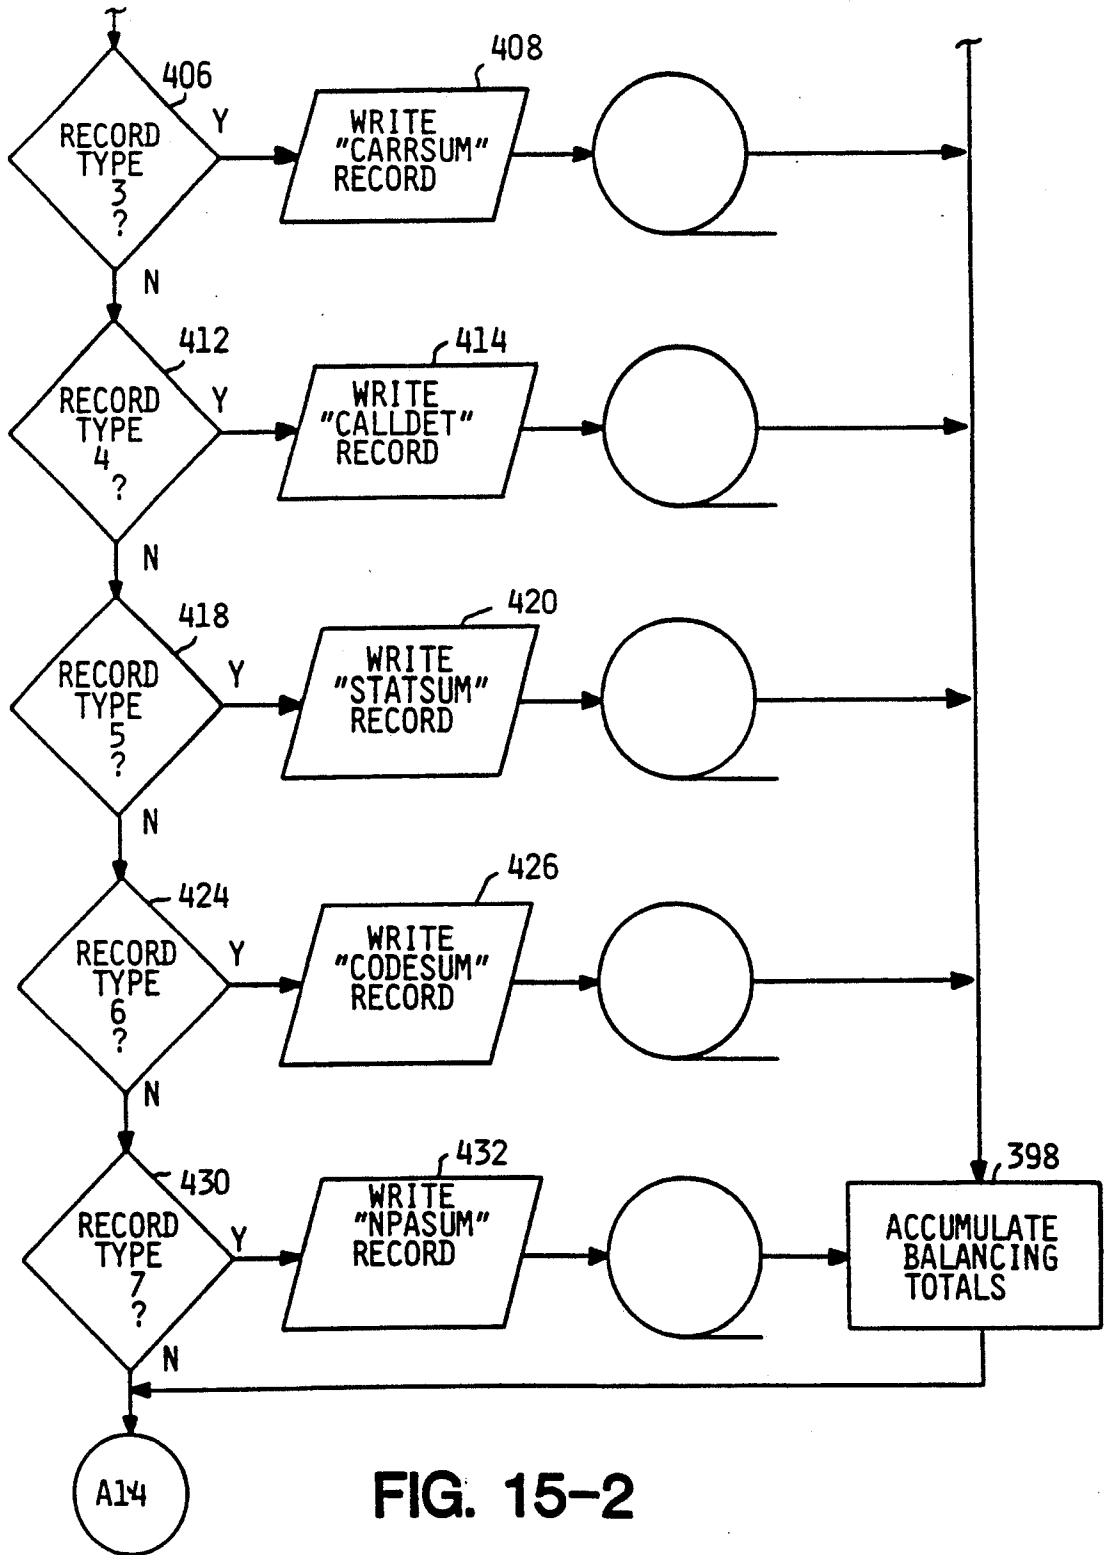 406
408
RECORD
TYPE
3
?
Y
WRITE
"CARRSUM"
RECORD
N
412
414
RECORD
TYPE
4
?
Y
WRITE
"CALLDET"
RECORD
N
418
420
RECORD
TYPE
5
?
Y
WRITE
"STATSUM"
RECORD
N
424
426
RECORD
TYPE
6
?
Y
WRITE
"CODESUM"
RECORD
N
430
432
398
RECORD
TYPE
7
?
Y
WRITE
"NPASUM"
RECORD
ACCUMULATE
BALANCING
TOTALS
N
A14
FIG. 15-2